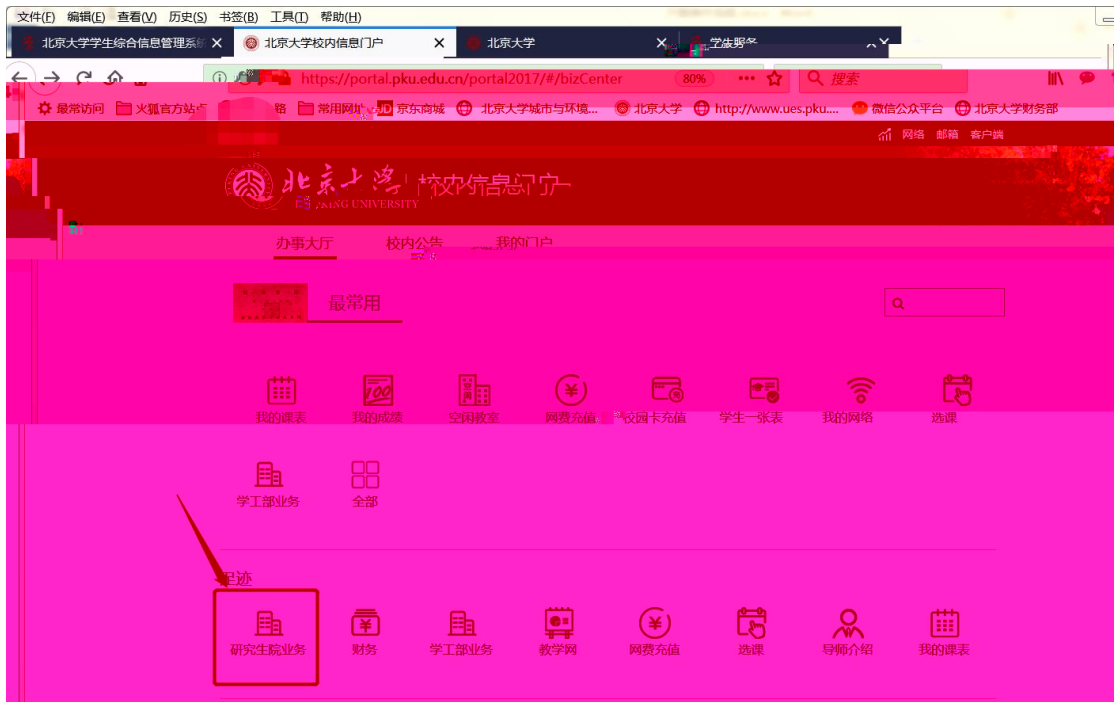 文件(F) 编辑(E) 查看(V) 历史(S) 书签(B) 工具(T) 帮助(H)
北京大学学生综合信息管理系统 北京大学校内信息门户 北京大学
https://portal.pku.edu.cn/portal2017/#/bizCenter 80% 搜索
最常访问 火狐官方站点 常用网址 JD 京东商城 北京大学城市与环境... 北京大学 http://www.ues.pku.... 微信公众平台 北京大学财务部
网络 邮箱 客户端
北京大学 校内信息门户
UNIVERSITY
办事大厅 校内公告 我的门户
最常用
我的课表 我的成绩 空闲教室 网费充值 校园卡充值 学生一张表 我的网络 选课
学工部业务 全部
足迹
研究生院业务 财务 学工部业务 教学网 网费充值 选课 导师介绍 我的课表